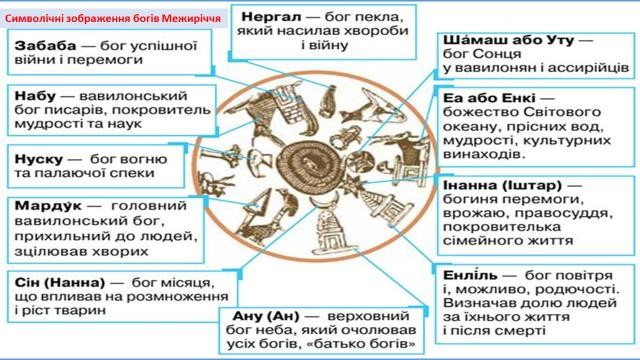 Символічні зображення богів Межиріччя
Нергал — бог пекла,
який насилав хвороби
і війну
Забаба — бог успішної
війни і перемоги
Набу — вавилонський
бог писарів, покровитель
мудрості та наук
Нуску — бог вогню
та палаючої спеки
Марду́к — головний
вавилонський бог,
прихильний до людей,
зцілював хворих
Сін (Нанна) — бог місяця,
що впливав на розмноження
і ріст тварин
Ану (Ан) — верховний
бог неба, який очолював
усіх богів, «батько богів»
Ша́маш або Уту —
бог Сонця
у вавилонян і ассирійців
Еа або Енкі —
божество Світового
океану, прісних вод,
мудрості, культурних
винаходів.
Інанна (Іштар) —
богиня перемоги,
врожаю, правосуддя,
покровителька
сімейного життя
Енлі́ль — бог повітря
і, можливо, родючості.
Визначав долю людей
за їхнього життя
і після смерті